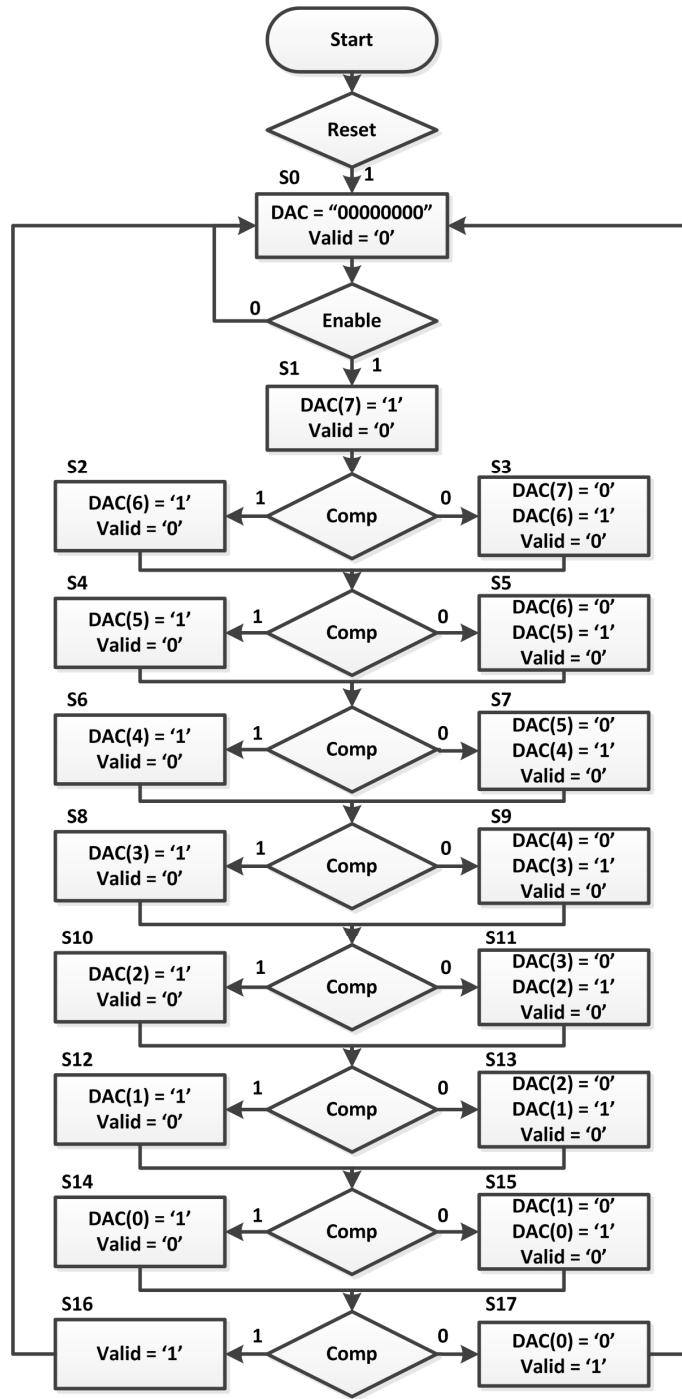 Start
Reset
1
S0
DAC = “00000000”
Valid = ‘0’
0
Enable
1
S1
DAC(7) = ‘1’
Valid = ‘0’
S2
DAC(6) = ‘1’
Valid = ‘0’
1
Comp
0
S3
DAC(7) = ‘0’
DAC(6) = ‘1’
Valid = ‘0’
S4
DAC(5) = ‘1’
Valid = ‘0’
1
Comp
0
S5
DAC(6) = ‘0’
DAC(5) = ‘1’
Valid = ‘0’
S6
DAC(4) = ‘1’
Valid = ‘0’
1
Comp
0
S7
DAC(5) = ‘0’
DAC(4) = ‘1’
Valid = ‘0’
S8
DAC(3) = ‘1’
Valid = ‘0’
1
Comp
0
S9
DAC(4) = ‘0’
DAC(3) = ‘1’
Valid = ‘0’
S10
DAC(2) = ‘1’
Valid = ‘0’
1
Comp
0
S11
DAC(3) = ‘0’
DAC(2) = ‘1’
Valid = ‘0’
S12
DAC(1) = ‘1’
Valid = ‘0’
1
Comp
0
S13
DAC(2) = ‘0’
DAC(1) = ‘1’
Valid = ‘0’
S14
DAC(0) = ‘1’
Valid = ‘0’
1
Comp
0
S15
DAC(1) = ‘0’
DAC(0) = ‘1’
Valid = ‘0’
S16
Valid = ‘1’
1
Comp
0
S17
DAC(0) = ‘0’
Valid = ‘1’